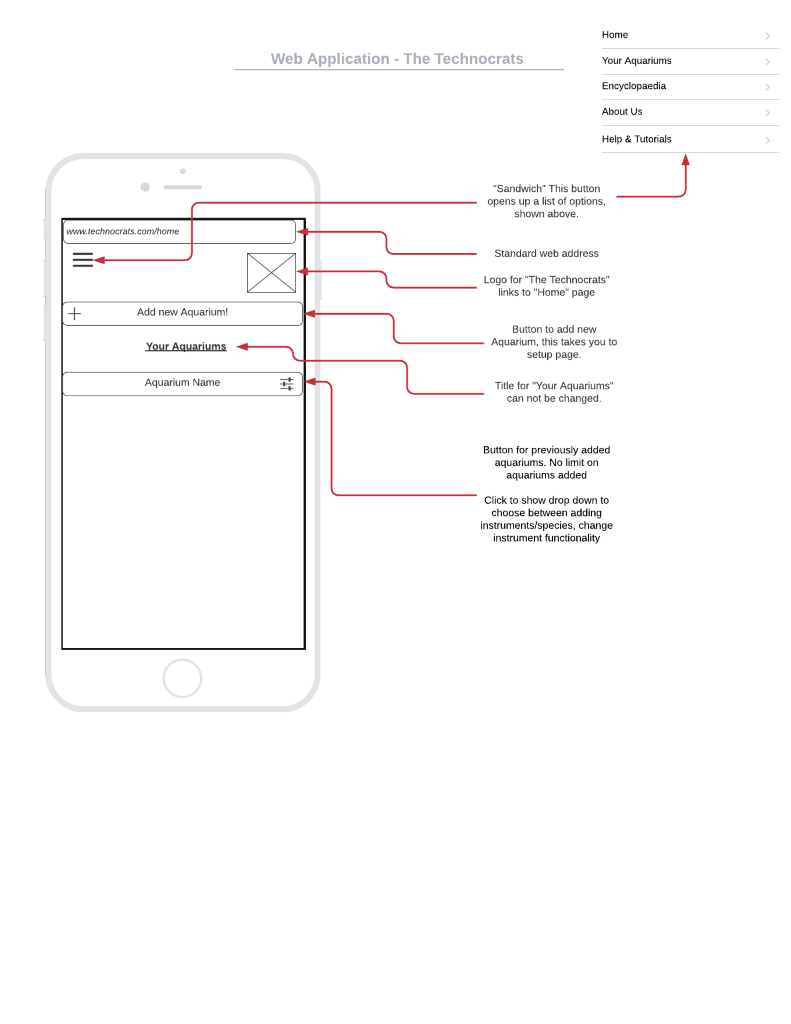 Web Application - The Technocrats
Home
Your Aquariums
Encyclopaedia
About Us
Help & Tutorials
www.technocrats.com/home
Add new Aquarium!
Your Aquariums
Aquarium Name
"Sandwich" This button
opens up a list of options,
shown above.
Standard web address
Logo for "The Technocrats"
links to "Home" page
Button to add new
Aquarium, this takes you to
setup page.
Title for "Your Aquariums"
can not be changed.
Button for previously added
aquariums. No limit on
aquariums added
Click to show drop down to
choose between adding
instruments/species, change
instrument functionality